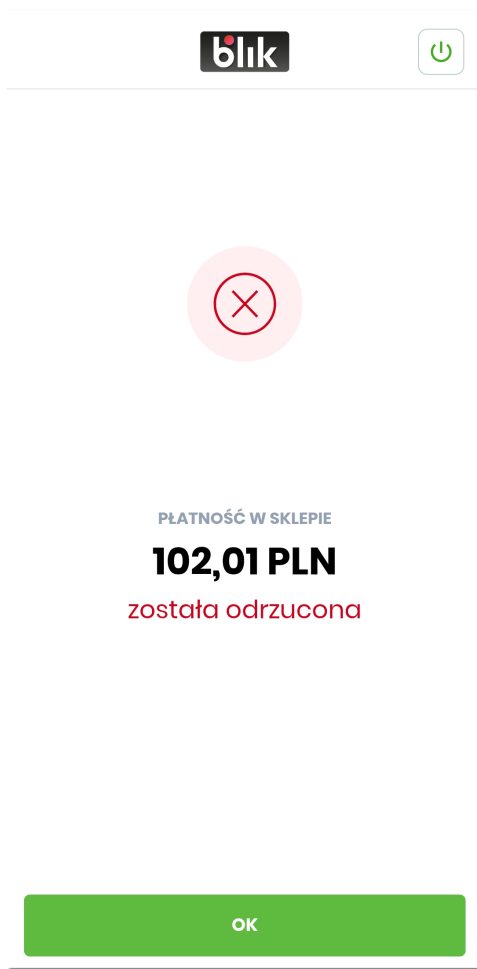 blik
PŁATNOŚĆ W SKLEPIE
102,01 PLN
została odrzucona
OK